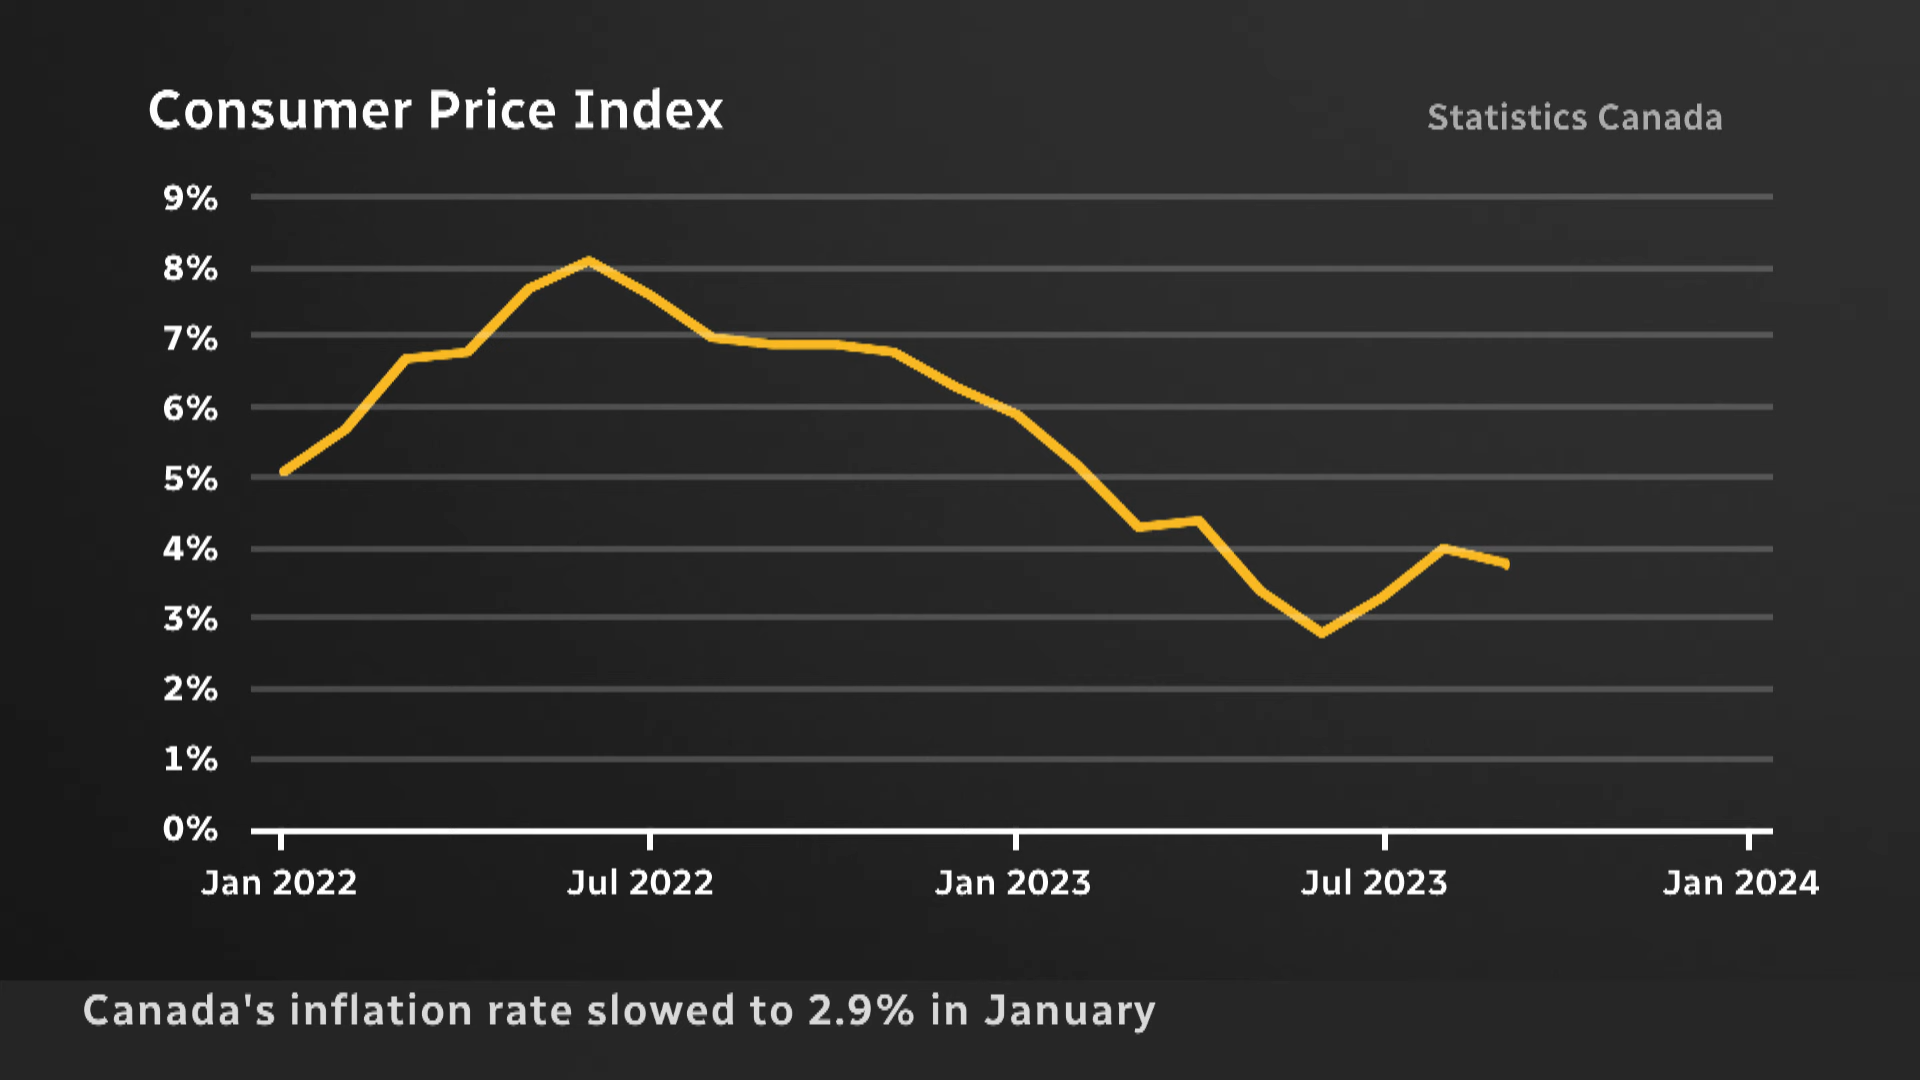 Consumer Price Index
Statistics Canada
9%
8%
7%
6%
5%
4%
3%
2%
1%
0%
Jan 2022 Jul 2022 Jan 2023 Jul 2023 Jan 2024
Canada's inflation rate slowed to 2.9% in January